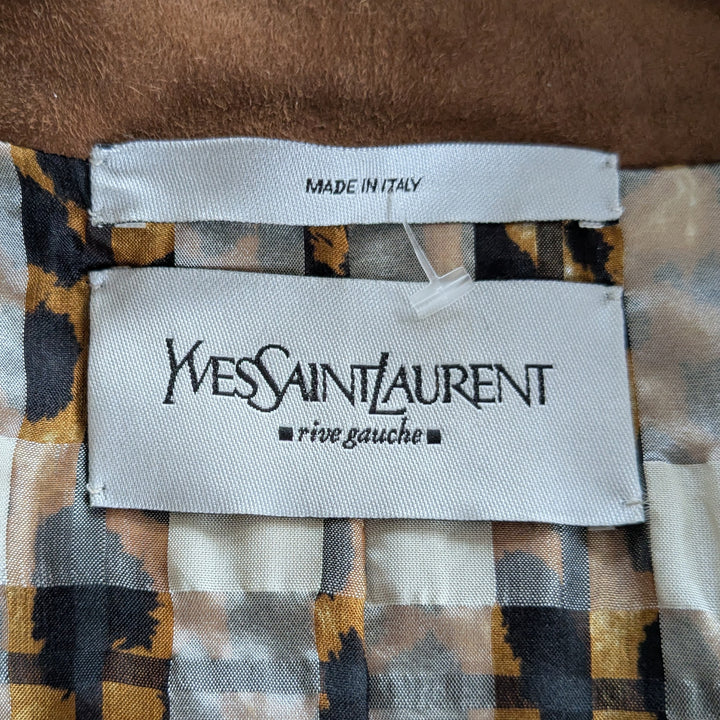 MADE IN ITALY
YVESSAINTLAURENT
rive gauche